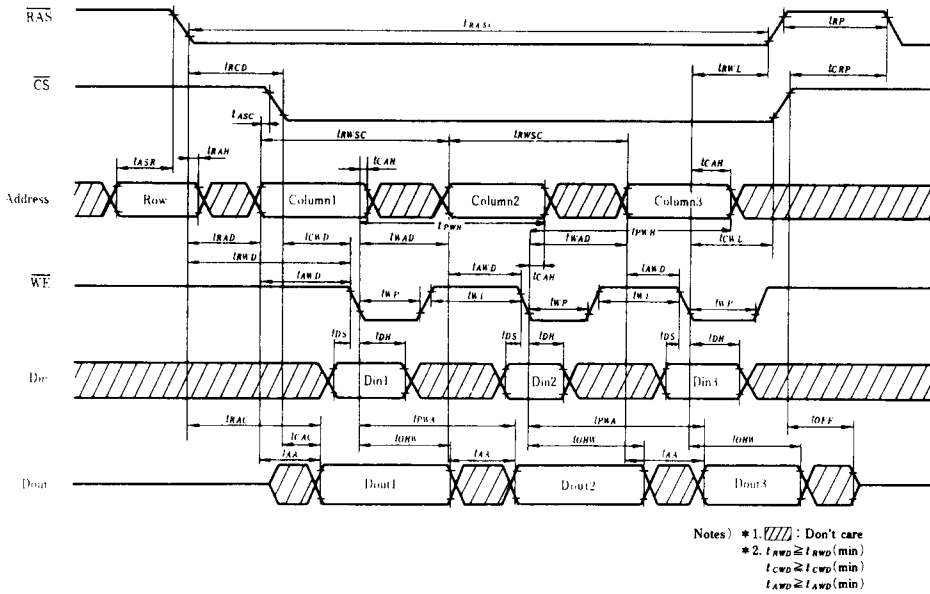 RAS
tRASC
tRP
tRCD
tRWL
tCRP
CS
tASC
tRWSC tRWSC
tASR tRAH tCAH tCAH
Address Row Column1 Column2 Column3
tPWH tPWH
tRAD tCWD tWAD tWAD tCWL
tRWD
tCAH
tAWD tAWD tAWD
WE
tWP tWI tWP tWI tWP
tDS tDH tDS tDH tDS tDH
Din Din1 Din2 Din3
tRAC tPWA tPWA tOFF
tCAC tOHW tOHW tOHW
tAA tAA tAA
Dout Dout1 Dout2 Dout3
Notes) *1. : Don't care
*2. tRWD ≧ tRWD (min)
tCWD ≧ tCWD (min)
tAWD ≧ tAWD (min)